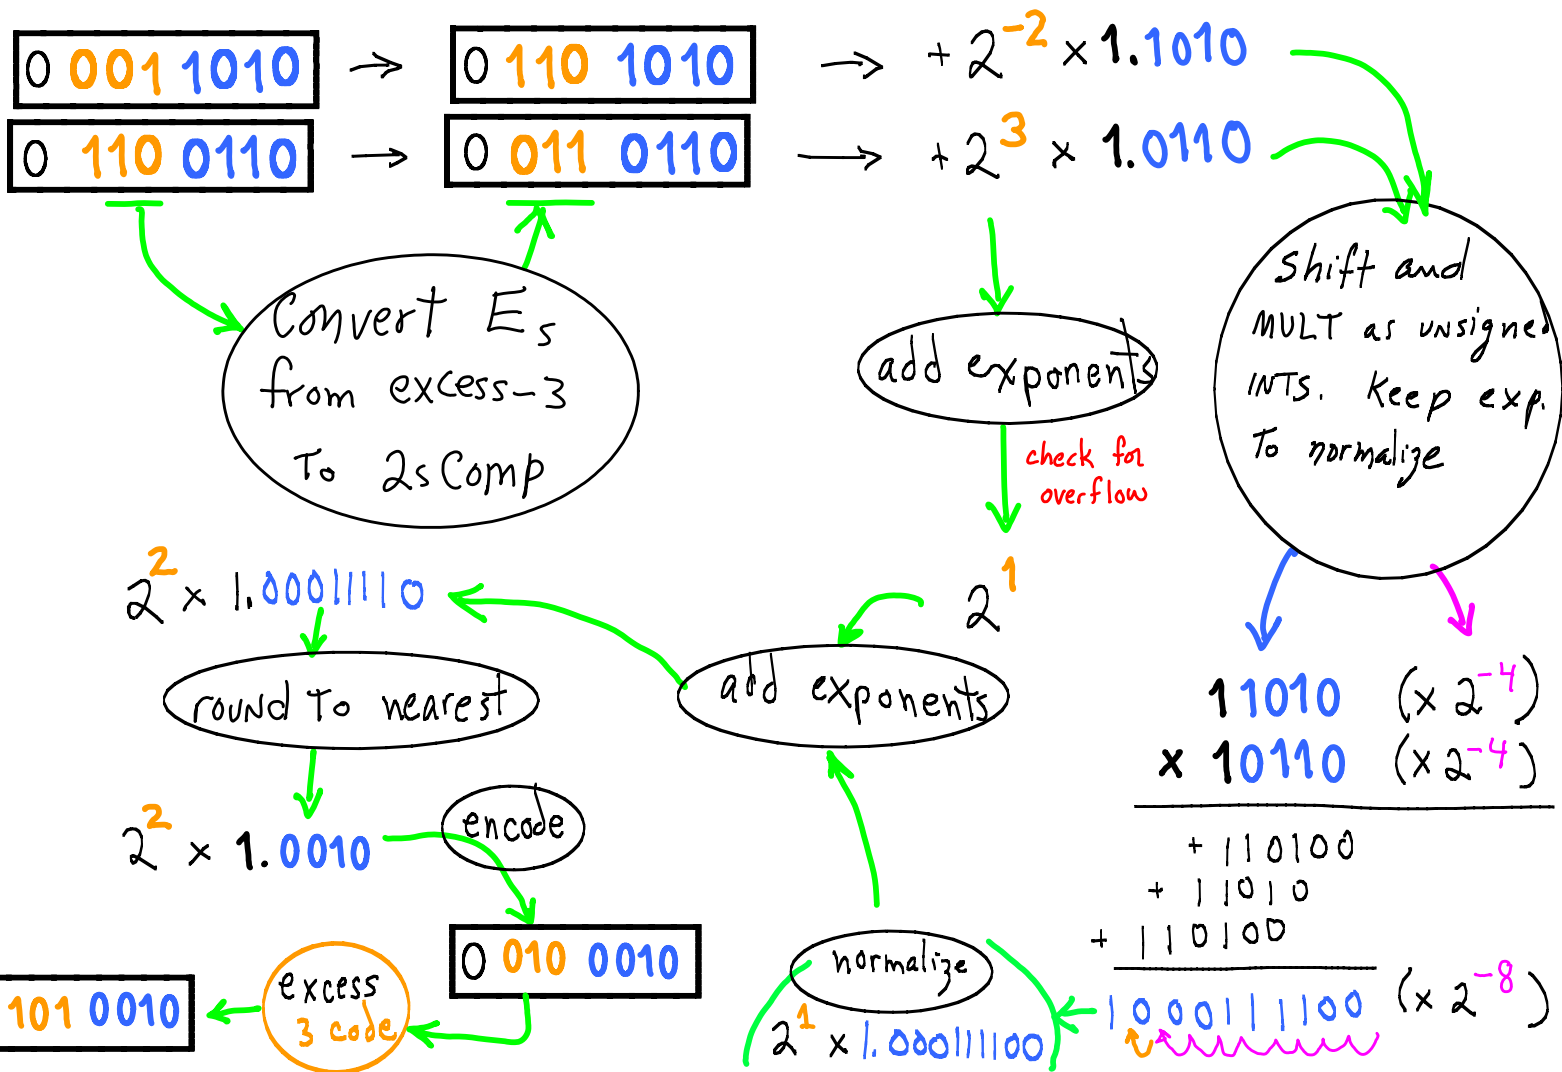 0 001 1010 → 0 110 1010 → + 2^-2 × 1.1010
0 110 0110 → 0 011 0110 → + 2^3 × 1.0110
Convert Es
from excess-3
To 2s Comp
add exponents
check for
overflow
2^1
Shift and
MULT as unsigned
INTS. Keep exp.
To normalize
11010 (× 2^-4)
× 10110 (× 2^-4)
+ 110100
+ 11010
+ 110100
1000111100 (× 2^-8)
normalize
2^1 × 1.000111100
add exponents
2^2 × 1.00011110
round To nearest
2^2 × 1.0010
encode
0 010 0010
excess
3 code
101 0010